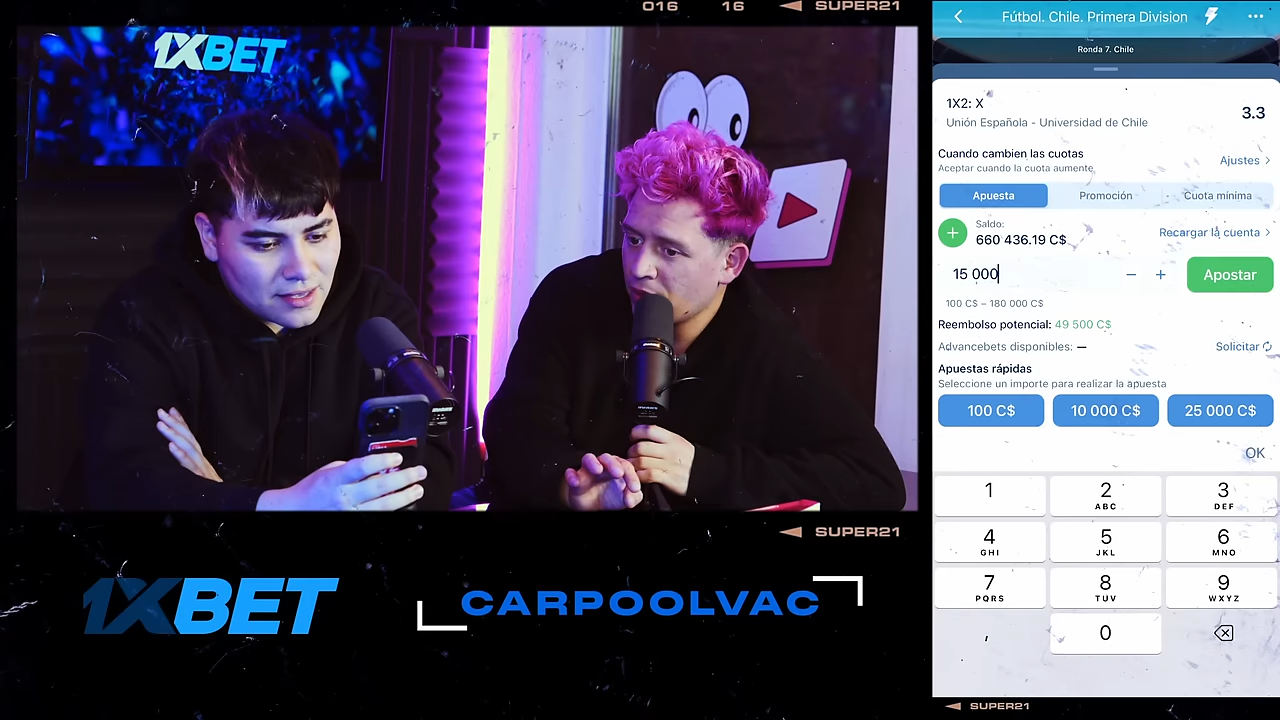 016 16 SUPER21
1XBET
SUPER21
1XBET
CARPOOLVAC
Fútbol. Chile. Primera Division
Ronda 7. Chile
1X2: X
3.3
Unión Española - Universidad de Chile
Cuando cambien las cuotas
Aceptar cuando la cuota aumente
Ajustes
Apuesta Promoción Cuota mínima
Saldo:
660 436.19 C$
Recargar la cuenta
15 000
Apostar
100 C$ – 180 000 C$
Reembolso potencial: 49 500 C$
Advancebets disponibles: —
Solicitar
Apuestas rápidas
Seleccione un importe para realizar la apuesta
100 C$ 10 000 C$ 25 000 C$
OK
1 2 3
ABC DEF
4 5 6
GHI JKL MNO
7 8 9
PQRS TUV WXYZ
, 0
SUPER21